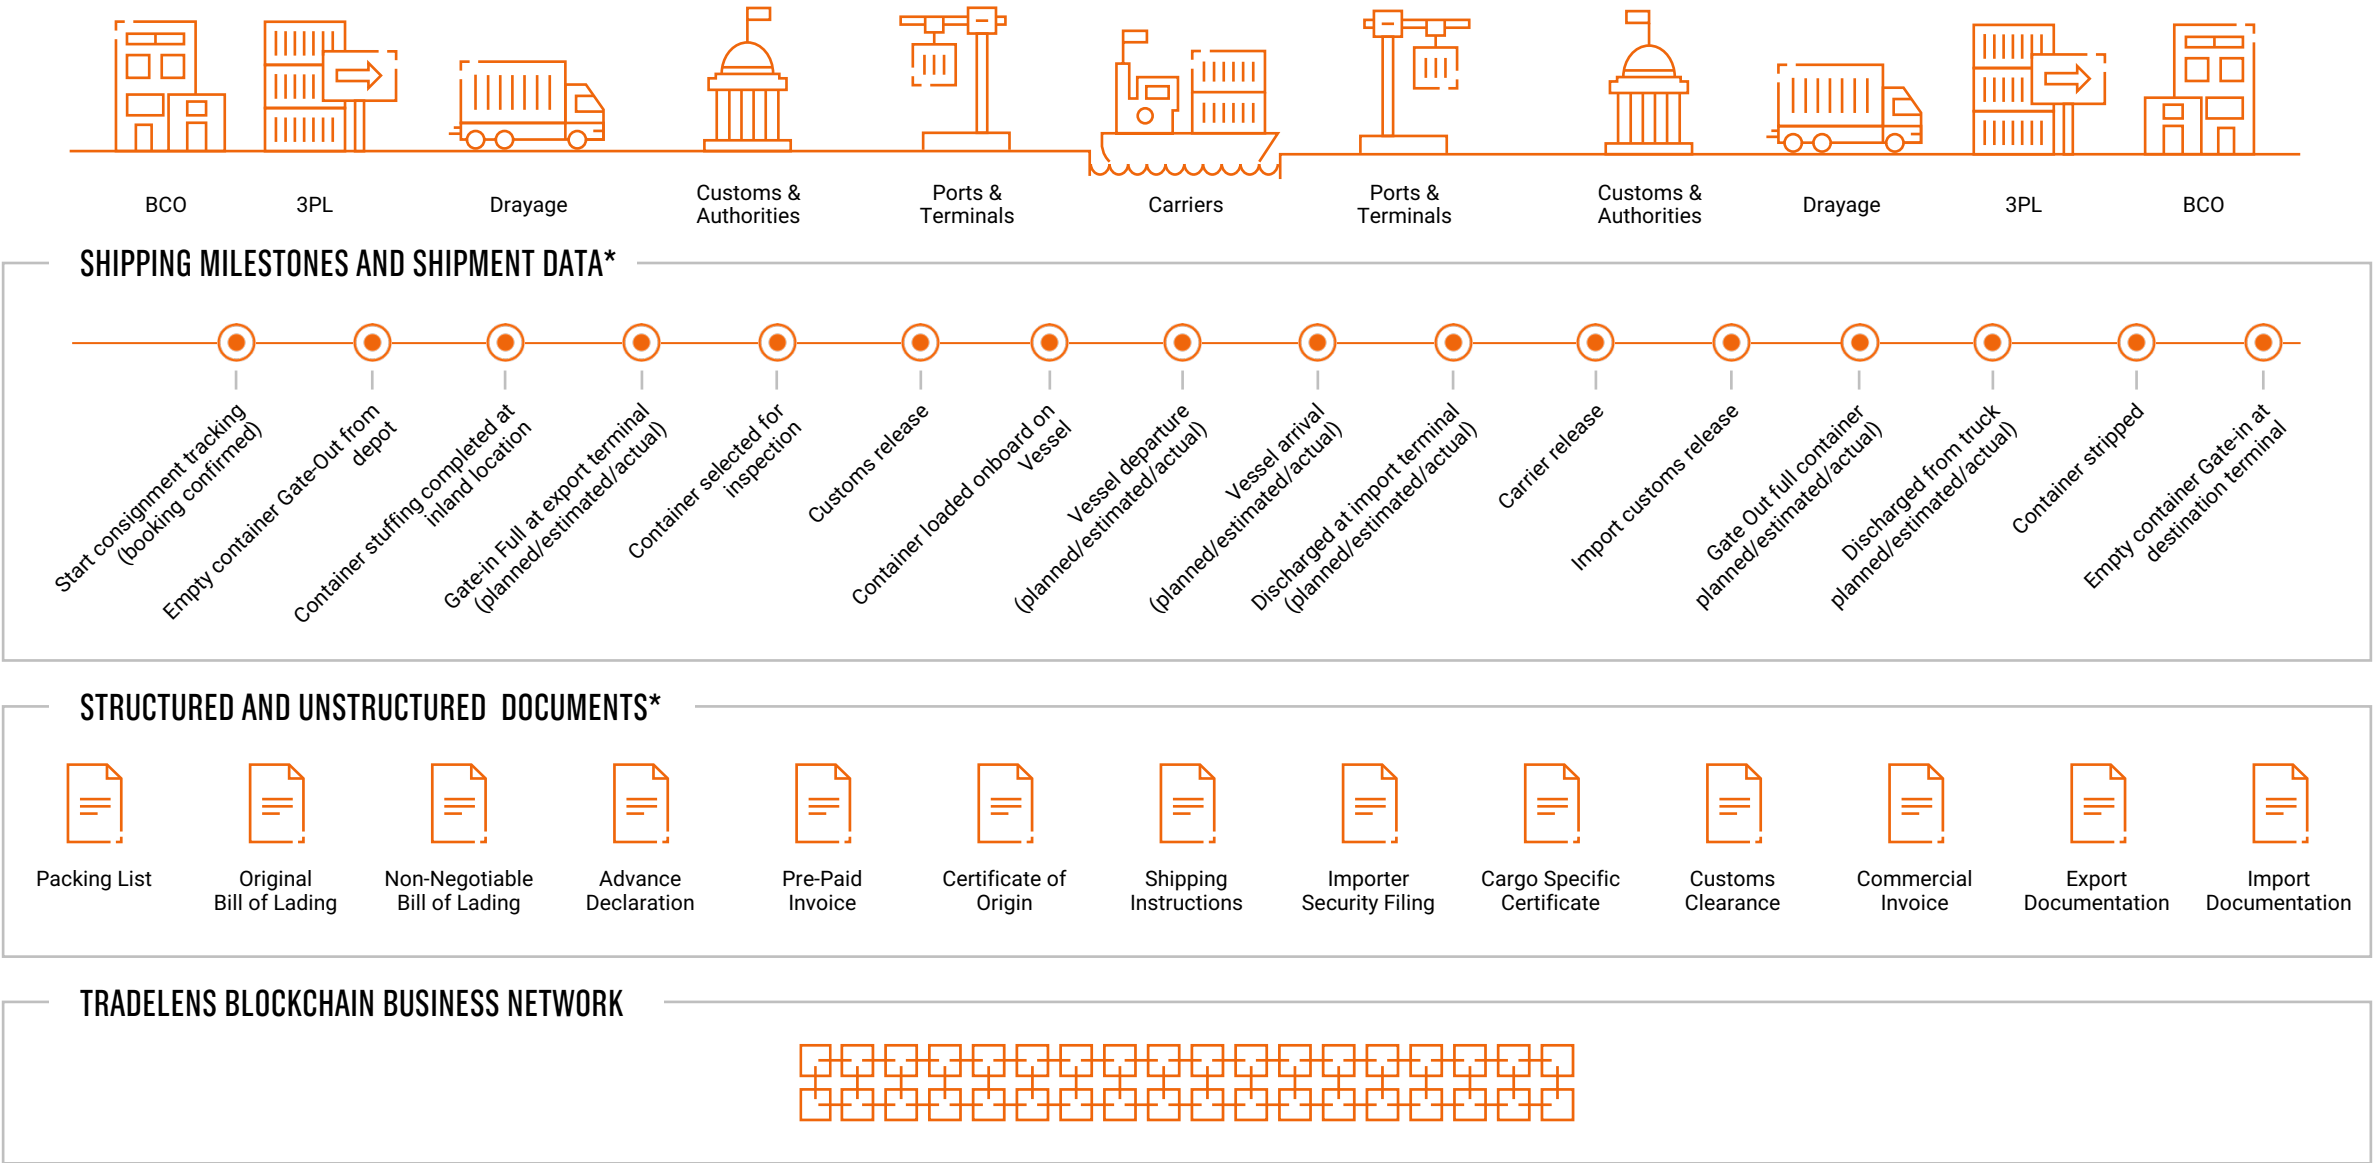 BCO
3PL
Drayage
Customs &
Authorities
Ports &
Terminals
Carriers
Ports &
Terminals
Customs &
Authorities
Drayage
3PL
BCO
SHIPPING MILESTONES AND SHIPMENT DATA*
Start consignment tracking
(booking confirmed)
Empty container Gate-Out from
depot
Container stuffing completed at
inland location
Gate-in Full at export terminal
(planned/estimated/actual)
Container selected for
inspection
Customs release
Container loaded onboard on
Vessel
Vessel departure
(planned/estimated/actual)
Vessel arrival
(planned/estimated/actual)
Discharged at import terminal
(planned/estimated/actual)
Carrier release
Import customs release
Gate Out full container
planned/estimated/actual)
Discharged from truck
planned/estimated/actual)
Container stripped
Empty container Gate-in at
destination terminal
STRUCTURED AND UNSTRUCTURED DOCUMENTS*
Packing List
Original
Bill of Lading
Non-Negotiable
Bill of Lading
Advance
Declaration
Pre-Paid
Invoice
Certificate of
Origin
Shipping
Instructions
Importer
Security Filing
Cargo Specific
Certificate
Customs
Clearance
Commercial
Invoice
Export
Documentation
Import
Documentation
TRADELENS BLOCKCHAIN BUSINESS NETWORK